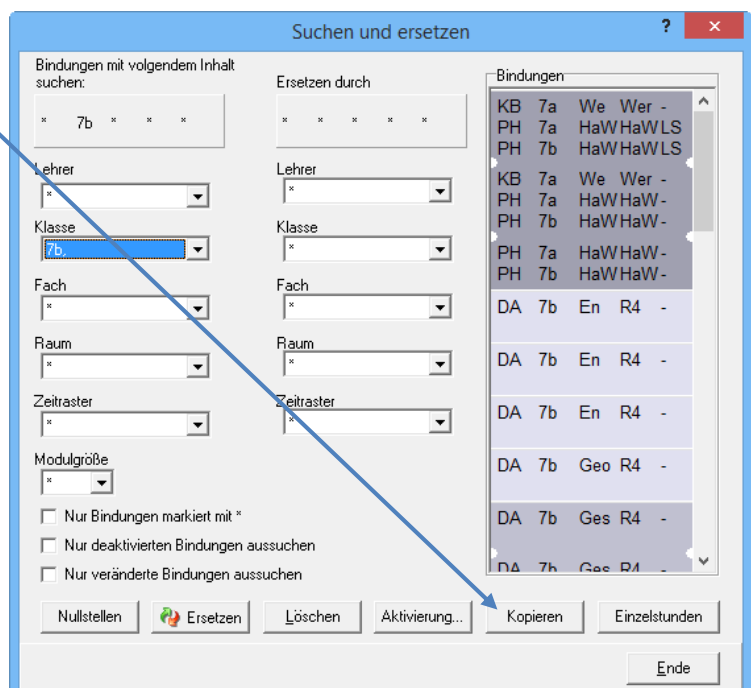 Suchen und ersetzen
?
×
Bindungen mit volgendem Inhalt
suchen:
* 7b * * *
Lehrer
*
Klasse
7b,
Fach
*
Raum
*
Zeitraster
*
Modulgröße
*
Ersetzen durch
* * * * *
Lehrer
*
Klasse
*
Fach
*
Raum
*
Zeitraster
*
Bindungen
KB 7a We Wer -
PH 7a HaW HaW LS
PH 7b HaW HaW LS
KB 7a We Wer -
PH 7a HaW HaW -
PH 7b HaW HaW -
PH 7a HaW HaW -
PH 7b HaW HaW -
DA 7b En R4 -
DA 7b En R4 -
DA 7b En R4 -
DA 7b Geo R4 -
DA 7b Ges R4 -
DA 7b Ges R4 -
Nur Bindungen markiert mit *
Nur deaktivierten Bindungen aussuchen
Nur veränderte Bindungen aussuchen
Nullstellen
Ersetzen
Löschen
Aktivierung...
Kopieren
Einzelstunden
Ende